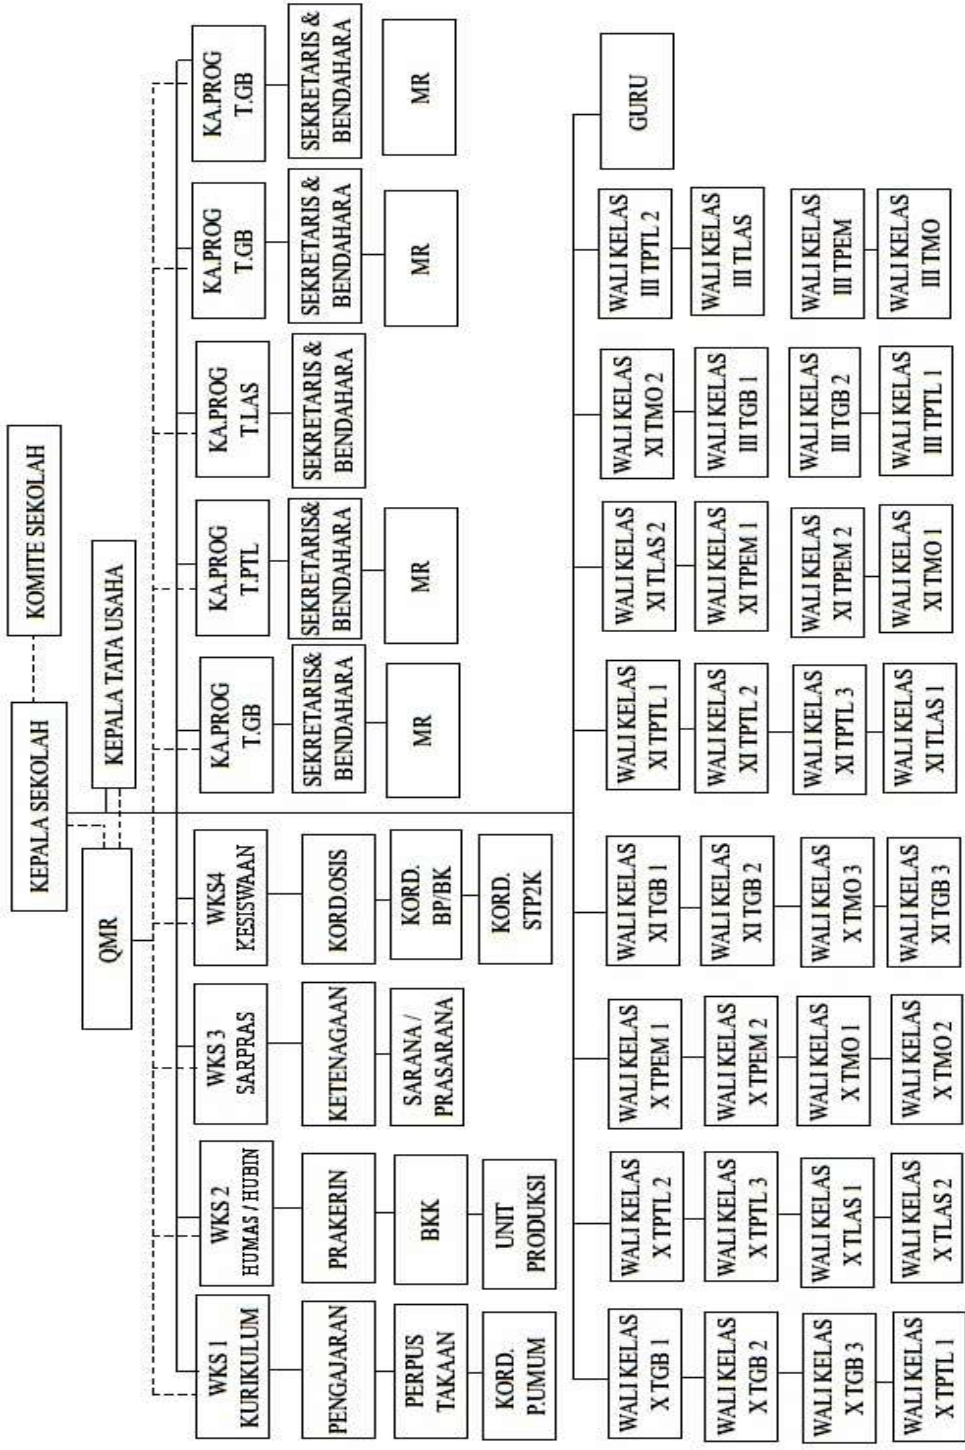 KEPALA SEKOLAH
KOMITE SEKOLAH
QMR
KEPALA TATA USAHA
WKS 1
KURIKULUM
WKS 2
HUMAS / HUBIN
WKS 3
SARPRAS
WKS4
KESISWAAN
KA.PROG
T.GB
KA.PROG
T.PTL
KA.PROG
T.LAS
KA.PROG
T.GB
KA.PROG
T.GB
PENGAJARAN
PRAKERIN
KETENAGAAN
KORD.OSIS
SEKRETARIS&
BENDAHARA
SEKRETARIS&
BENDAHARA
SEKRETARIS &
BENDAHARA
SEKRETARIS &
BENDAHARA
SEKRETARIS &
BENDAHARA
PERPUS
TAKAAN
BKK
SARANA /
PRASARANA
KORD.
BP/BK
MR
MR
MR
MR
KORD.
P.UMUM
UNIT
PRODUKSI
KORD.
STP2K
WALI KELAS
X TGB 1
WALI KELAS
X TPTL 2
WALI KELAS
X TPEM 1
WALI KELAS
XI TGB 1
WALI KELAS
XI TPTL 1
WALI KELAS
XI TLAS 2
WALI KELAS
XI TMO 2
WALI KELAS
III TPTL 2
GURU
WALI KELAS
X TGB 2
WALI KELAS
X TPTL 3
WALI KELAS
X TPEM 2
WALI KELAS
XI TGB 2
WALI KELAS
XI TPTL 2
WALI KELAS
XI TPEM 1
WALI KELAS
III TGB 1
WALI KELAS
III TLAS
WALI KELAS
X TGB 3
WALI KELAS
X TLAS 1
WALI KELAS
X TMO 1
WALI KELAS
X TMO 3
WALI KELAS
XI TPTL 3
WALI KELAS
XI TPEM 2
WALI KELAS
III TGB 2
WALI KELAS
III TPEM
WALI KELAS
X TPTL 1
WALI KELAS
X TLAS 2
WALI KELAS
X TMO 2
WALI KELAS
XI TGB 3
WALI KELAS
XI TLAS 1
WALI KELAS
XI TMO 1
WALI KELAS
III TPTL 1
WALI KELAS
III TMO